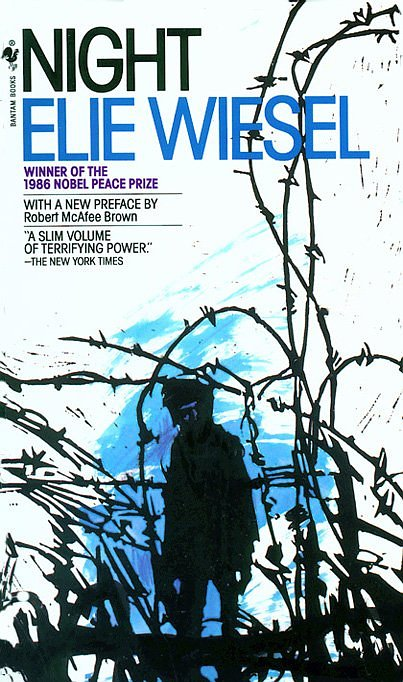 NIGHT
ELIE WIESEL
BANTAM BOOKS
WINNER OF THE
1986 NOBEL PEACE PRIZE
WITH A NEW PREFACE BY
Robert McAfee Brown
"A SLIM VOLUME
OF TERRIFYING POWER."
—THE NEW YORK TIMES